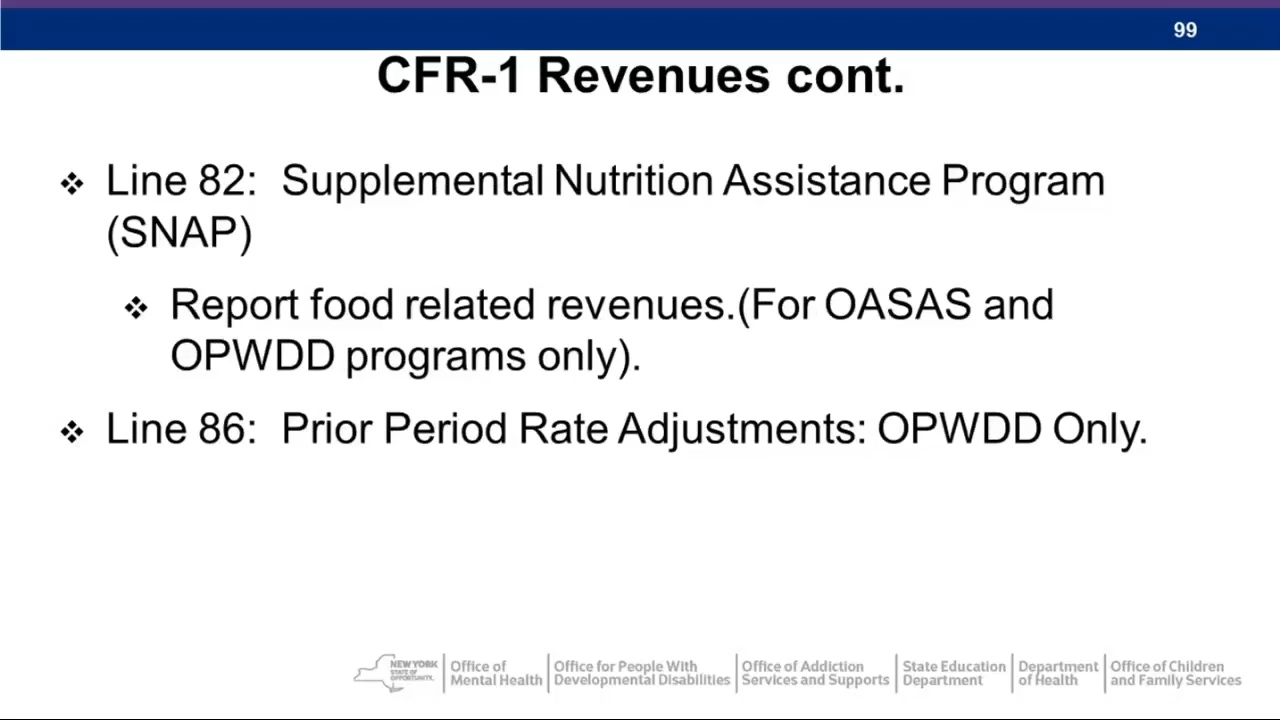 99
CFR-1 Revenues cont.
❖ Line 82: Supplemental Nutrition Assistance Program
(SNAP)
❖ Report food related revenues.(For OASAS and
OPWDD programs only).
❖ Line 86: Prior Period Rate Adjustments: OPWDD Only.
NEW YORK
STATE OF
OPPORTUNITY.
Office of
Mental Health
Office for People With
Developmental Disabilities
Office of Addiction
Services and Supports
State Education
Department
Department
of Health
Office of Children
and Family Services